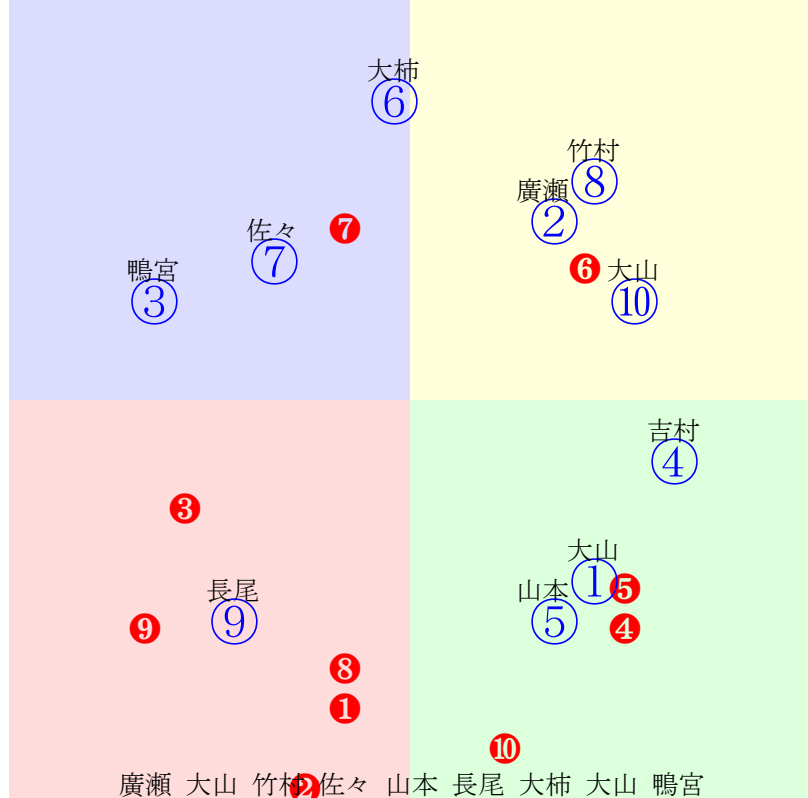 大柿
⑥
竹村
⑧
廣瀬
②
佐々
⑦
❼
鴨宮
③
❻
大山
⑩
吉村
④
❸
大山
①
❺
長尾
⑨
山本
⑤
❾
❹
❽
❶
❿
廣瀬 大山 竹村 佐々 山本 長尾 大柿 大山 鴨宮
❷